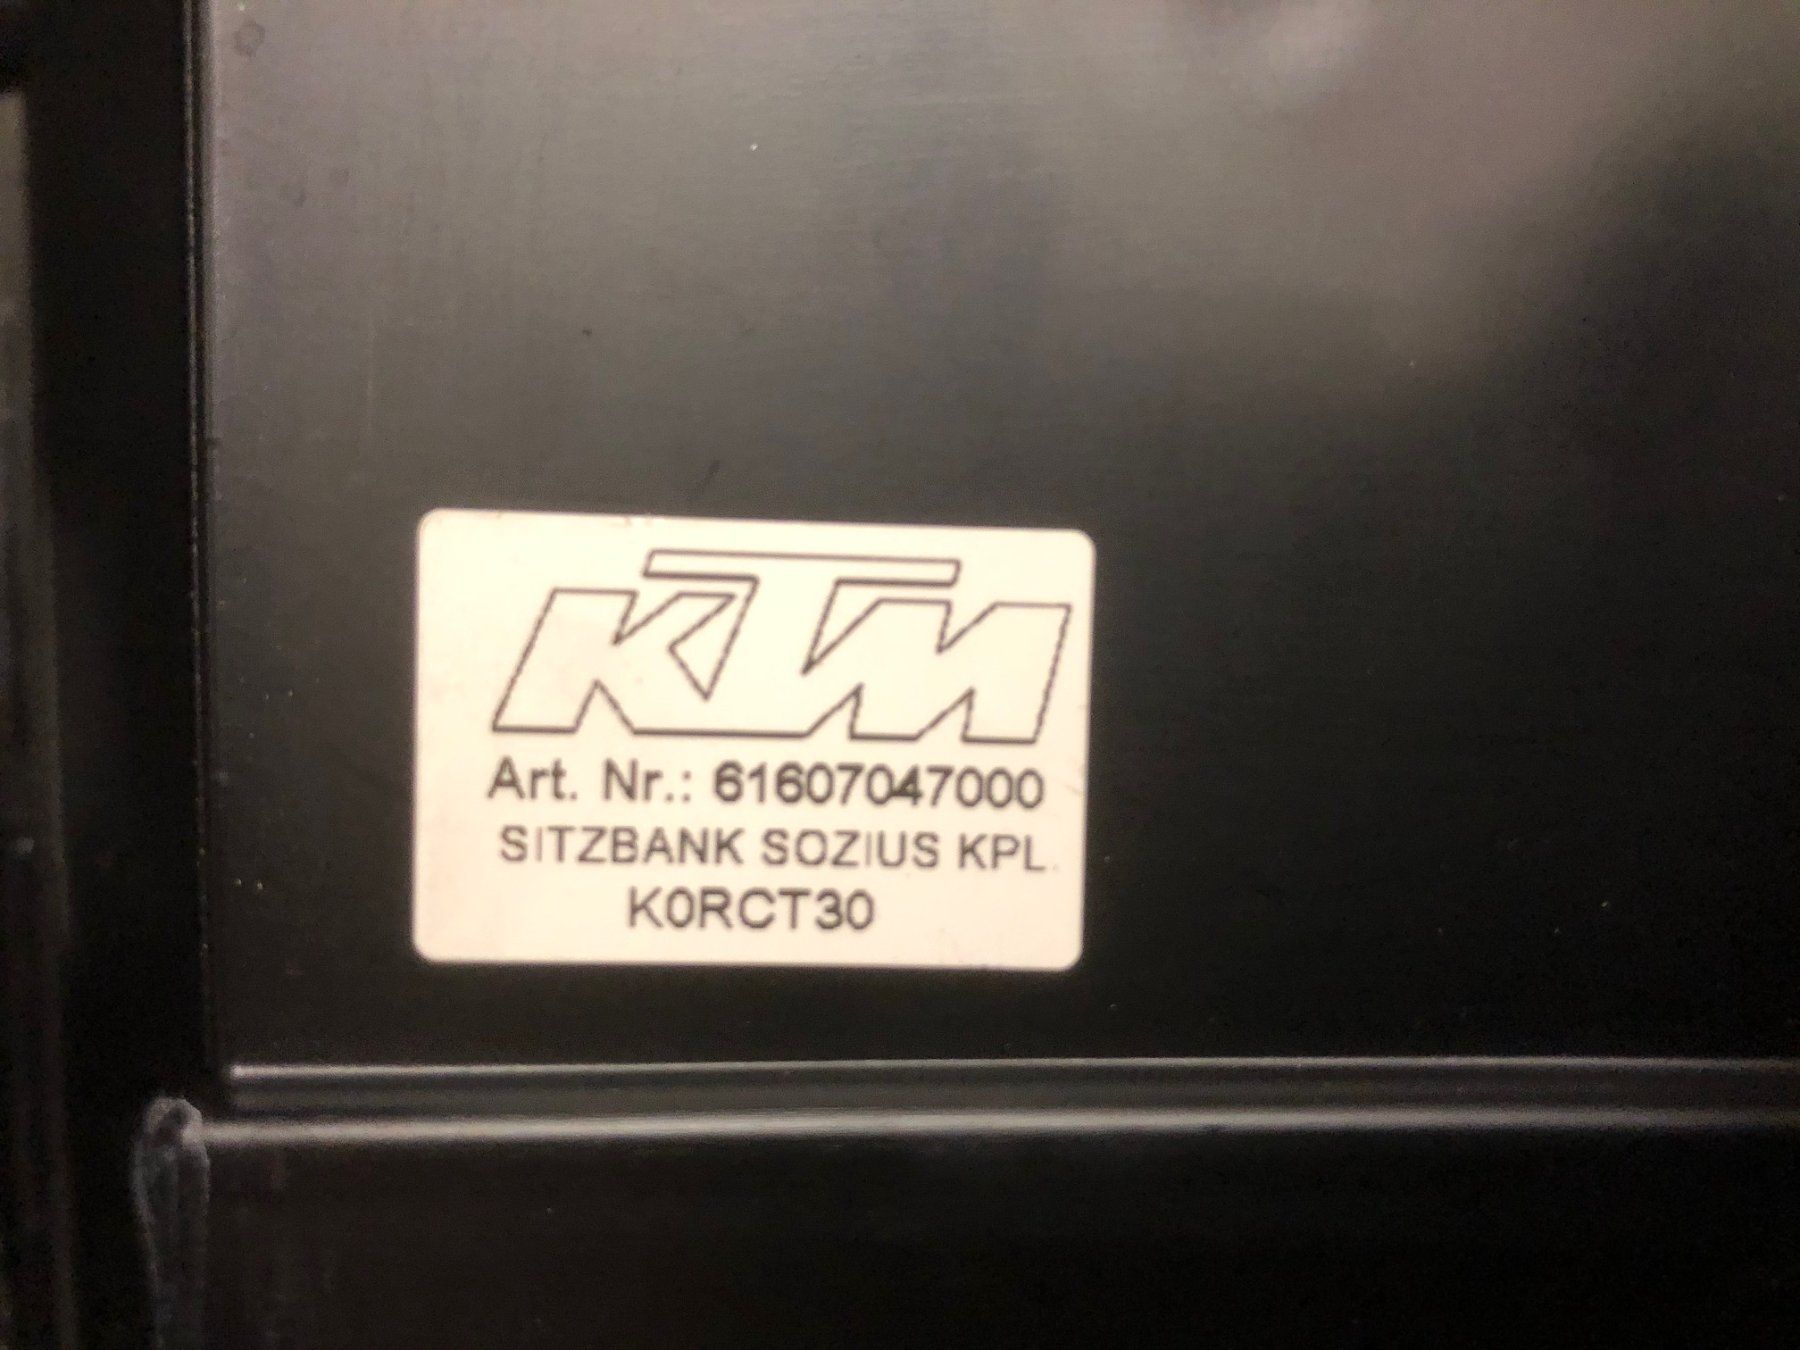 KTM
Art. Nr.: 61607047000
SITZBANK SOZIUS KPL.
K0RCT30